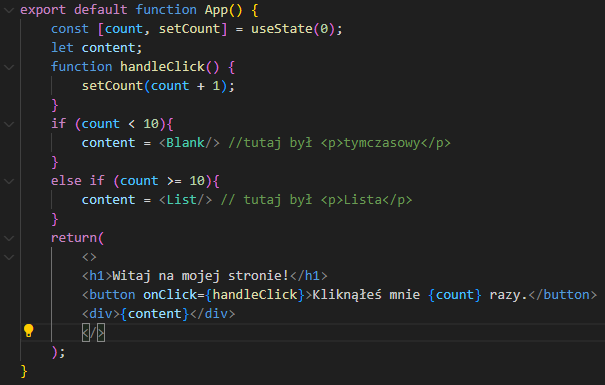 export default function App() {
    const [count, setCount] = useState(0);
    let content;
    function handleClick() {
        setCount(count + 1);
    }
    if (count < 10){
        content = <Blank/> //tutaj był <p>tymczasowy</p>
    }
    else if (count >= 10){
        content = <List/> // tutaj był <p>Lista</p>
    }
    return(
        <>
        <h1>Witaj na mojej stronie!</h1>
        <button onClick={handleClick}>Kliknąłeś mnie {count} razy.</button>
        <div>{content}</div>
        </>
    );
}